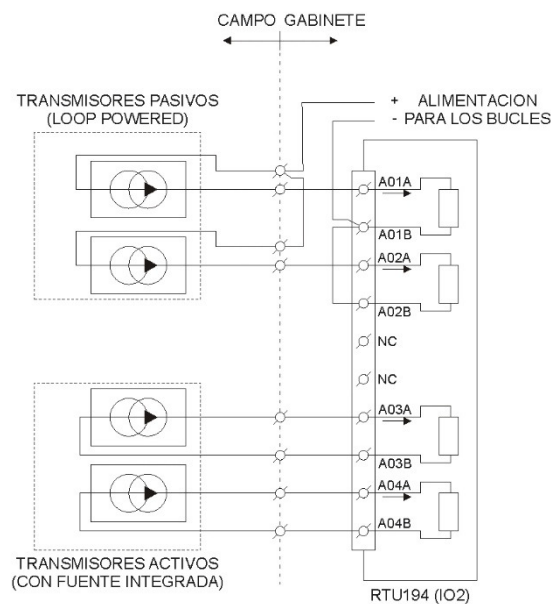 CAMPO GABINETE
TRANSMISORES PASIVOS
(LOOP POWERED)
+ ALIMENTACION
- PARA LOS BUCLES
A01A
A01B
A02A
A02B
NC
NC
A03A
A03B
A04A
A04B
TRANSMISORES ACTIVOS
(CON FUENTE INTEGRADA)
RTU194 (IO2)